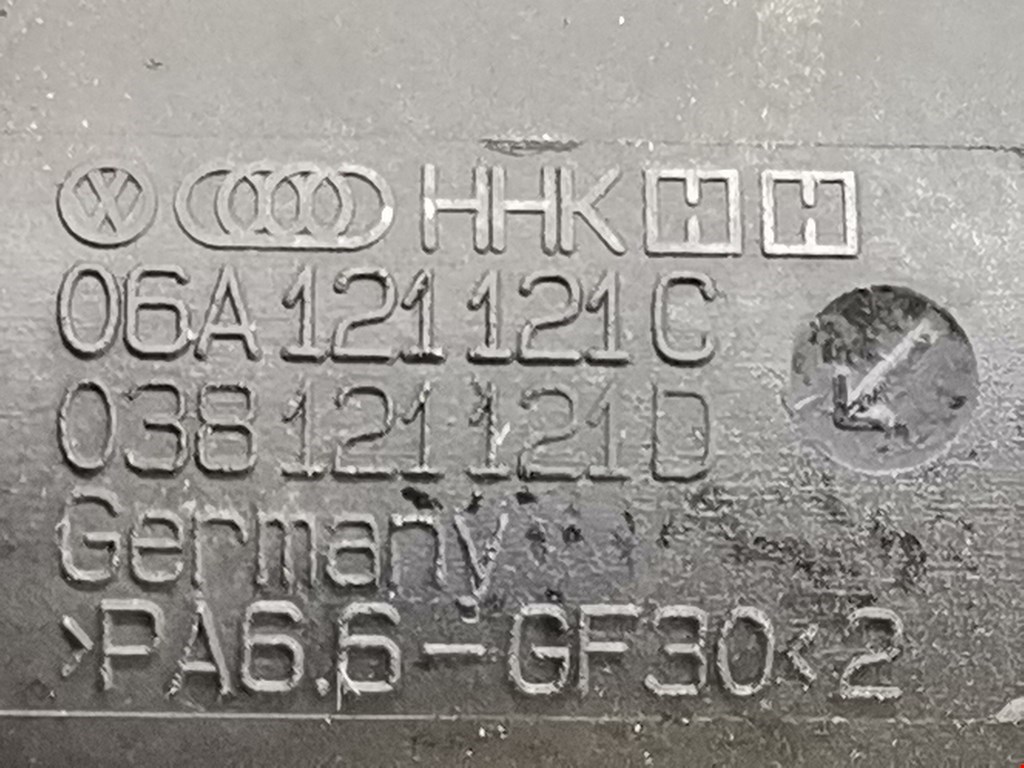 HHK
06A 121 121 C
038 121 121 D
Germany
>PA6.6-GF30<2